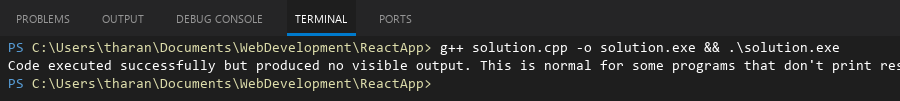 PROBLEMS OUTPUT DEBUG CONSOLE TERMINAL PORTS
PS C:\Users\tharan\Documents\WebDevelopment\ReactApp> g++ solution.cpp -o solution.exe && .\solution.exe
Code executed successfully but produced no visible output. This is normal for some programs that don't print res
PS C:\Users\tharan\Documents\WebDevelopment\ReactApp>